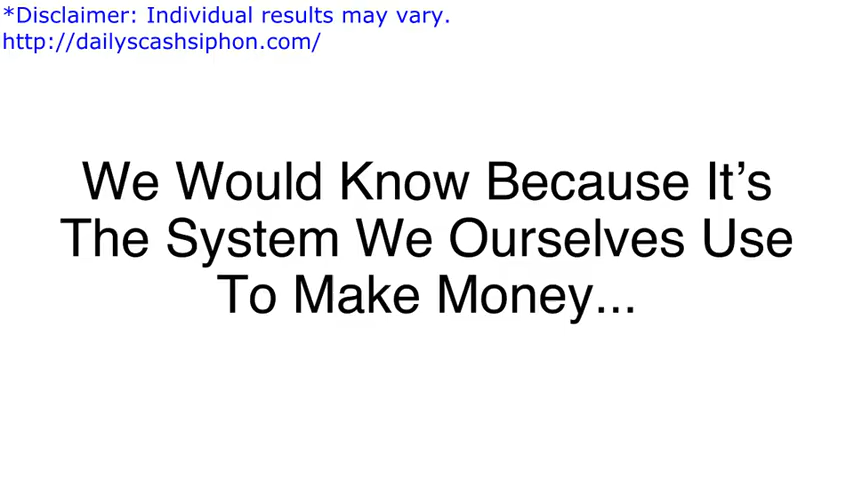 *Disclaimer: Individual results may vary.
http://dailyscashsiphon.com/
We Would Know Because It’s
The System We Ourselves Use
To Make Money...